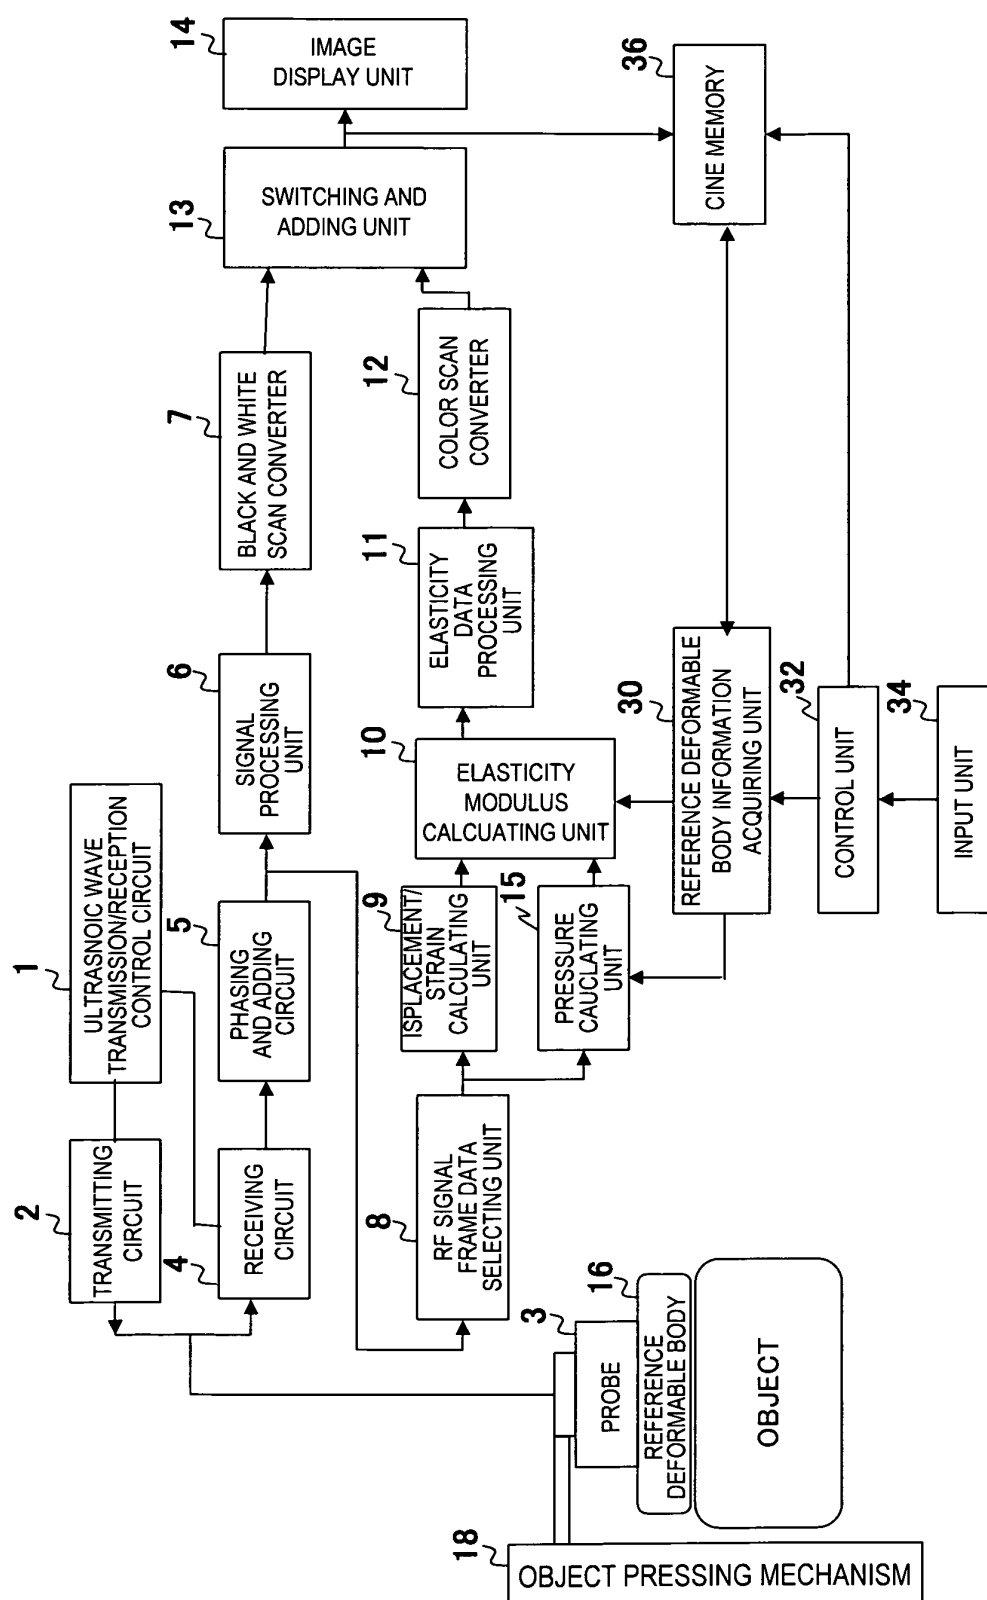 1
ULTRASNOIC WAVE
TRANSMISSION/RECEPTION
CONTROL CIRCUIT
2
TRANSMITTING
CIRCUIT
4
RECEIVING
CIRCUIT
5
PHASING
AND ADDING
CIRCUIT
6
SIGNAL
PROCESSING
UNIT
7
BLACK AND WHITE
SCAN CONVERTER
13
SWITCHING AND
ADDING UNIT
14
IMAGE
DISPLAY UNIT
8
RF SIGNAL
FRAME DATA
SELECTING UNIT
9
ISPLACEMENT/
STRAIN
CALCULATING
UNIT
10
ELASTICITY
MODULUS
CALCUATING UNIT
11
ELASTICITY
DATA
PROCESSING
UNIT
12
COLOR SCAN
CONVERTER
15
PRESSURE
CAUCLATING
UNIT
30
REFERENCE DEFORMABLE
BODY INFORMATION
ACQUIRING UNIT
36
CINE MEMORY
32
CONTROL UNIT
34
INPUT UNIT
3
PROBE
16
REFERENCE
DEFORMABLE BODY
OBJECT
18
OBJECT PRESSING MECHANISM